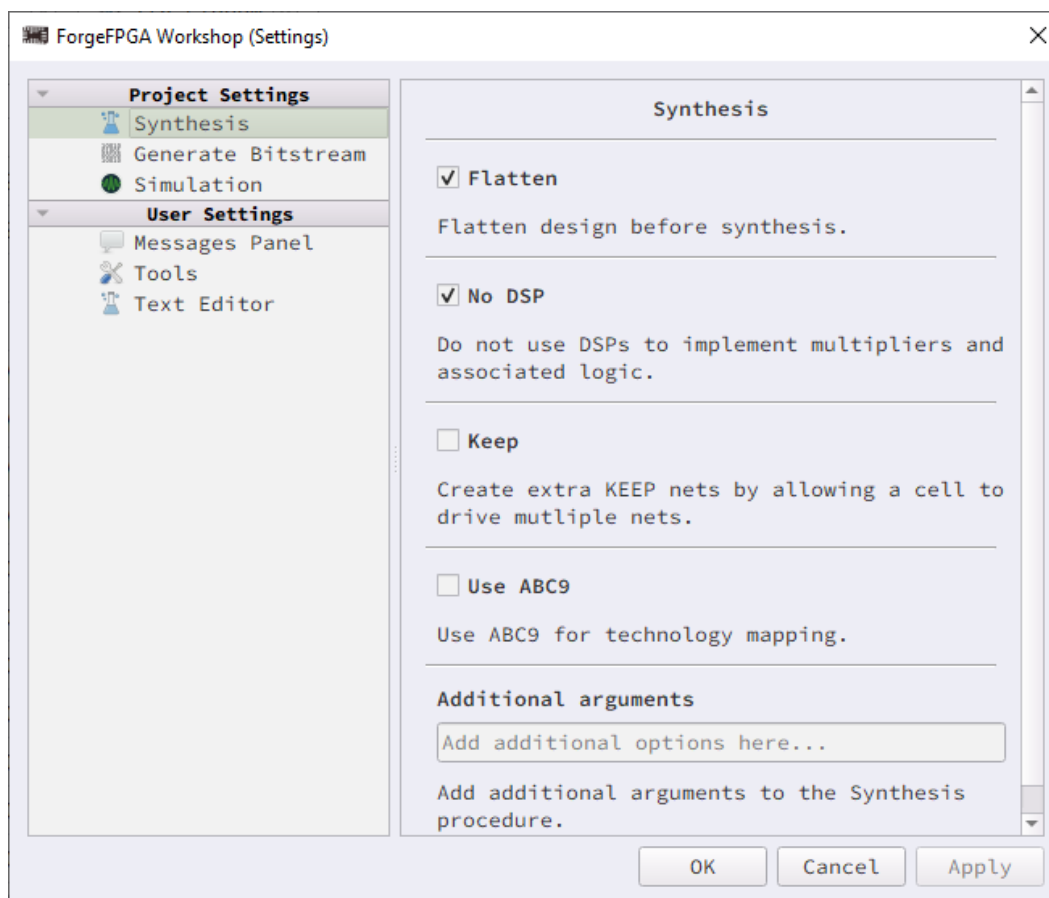 ForgeFPGA Workshop (Settings)
Project Settings
Synthesis
Generate Bitstream
Simulation
User Settings
Messages Panel
Tools
Text Editor
Synthesis
Flatten
Flatten design before synthesis.
No DSP
Do not use DSPs to implement multipliers and
associated logic.
Keep
Create extra KEEP nets by allowing a cell to
drive mutliple nets.
Use ABC9
Use ABC9 for technology mapping.
Additional arguments
Add additional options here...
Add additional arguments to the Synthesis
procedure.
OK
Cancel
Apply